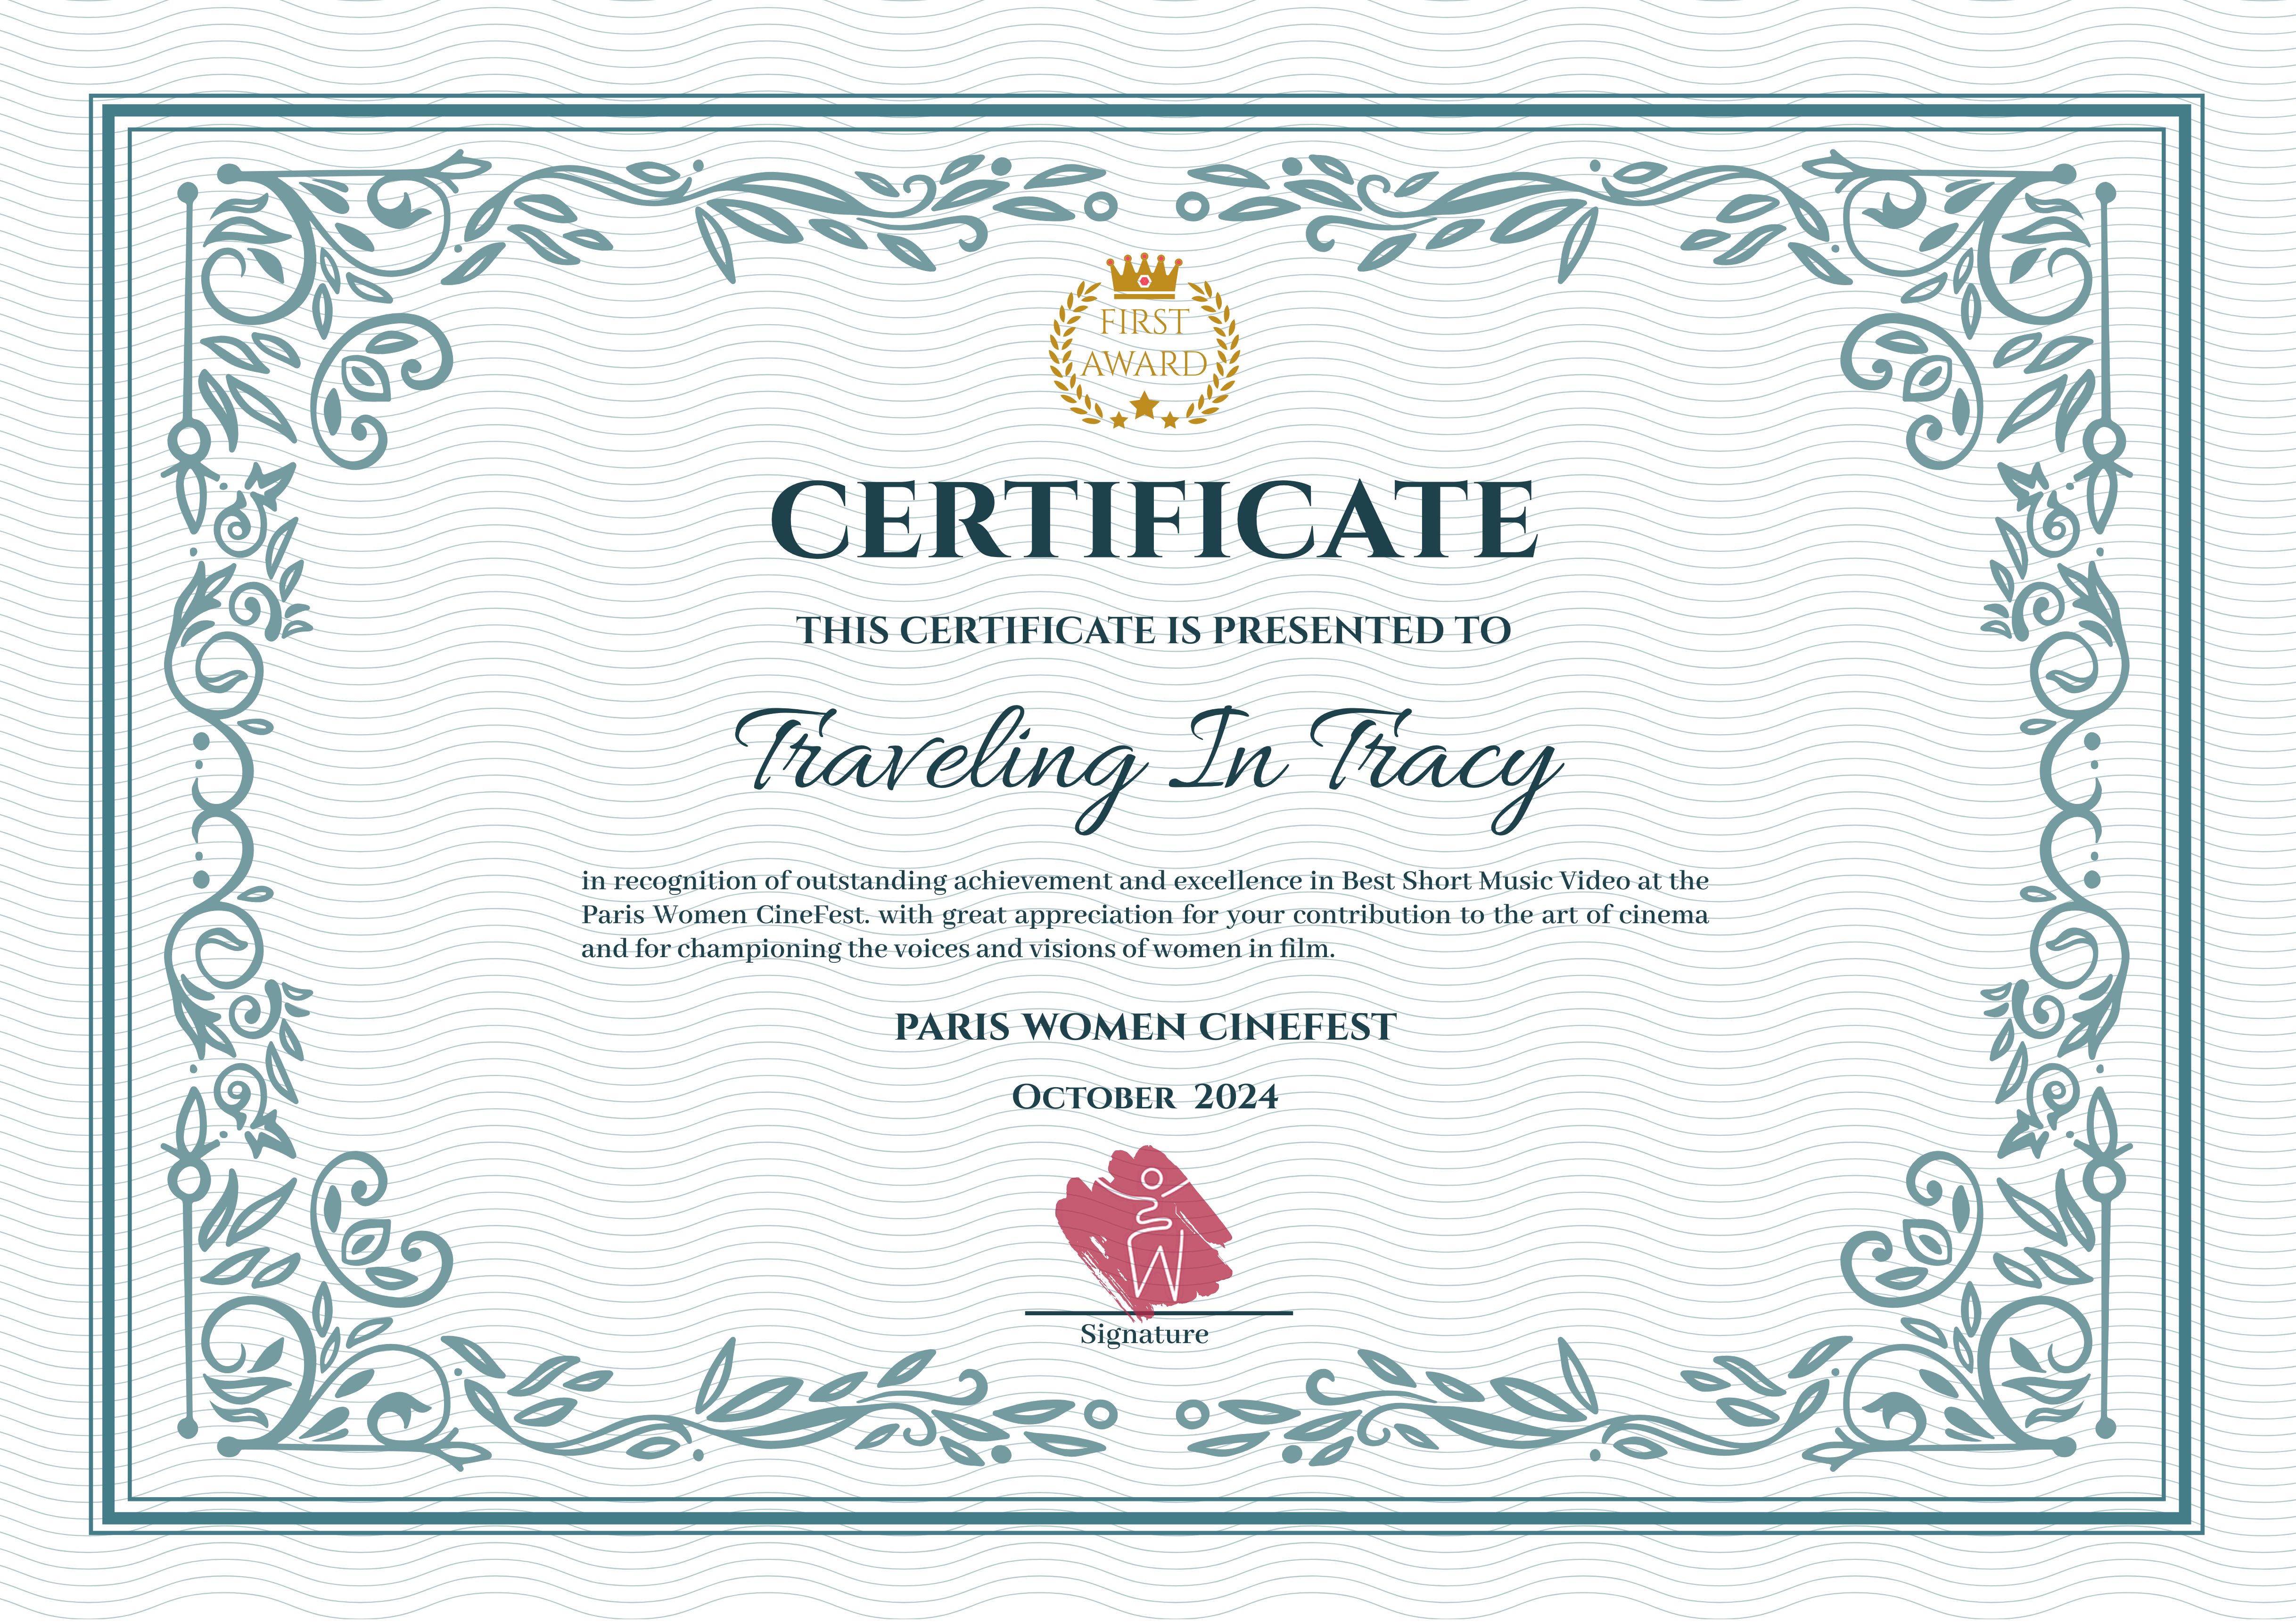 FIRST
AWARD
CERTIFICATE
THIS CERTIFICATE IS PRESENTED TO
Traveling In Tracy
in recognition of outstanding achievement and excellence in Best Short Music Video at the
Paris Women CineFest. with great appreciation for your contribution to the art of cinema
and for championing the voices and visions of women in film.
PARIS WOMEN CINEFEST
October 2024
Signature